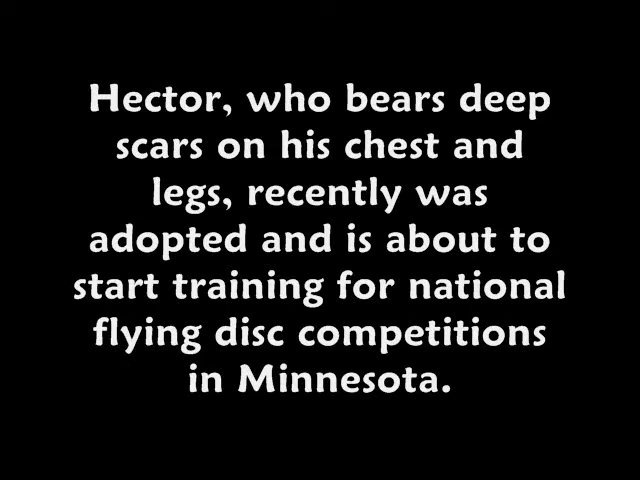 Hector, who bears deep
scars on his chest and
legs, recently was
adopted and is about to
start training for national
flying disc competitions
in Minnesota.